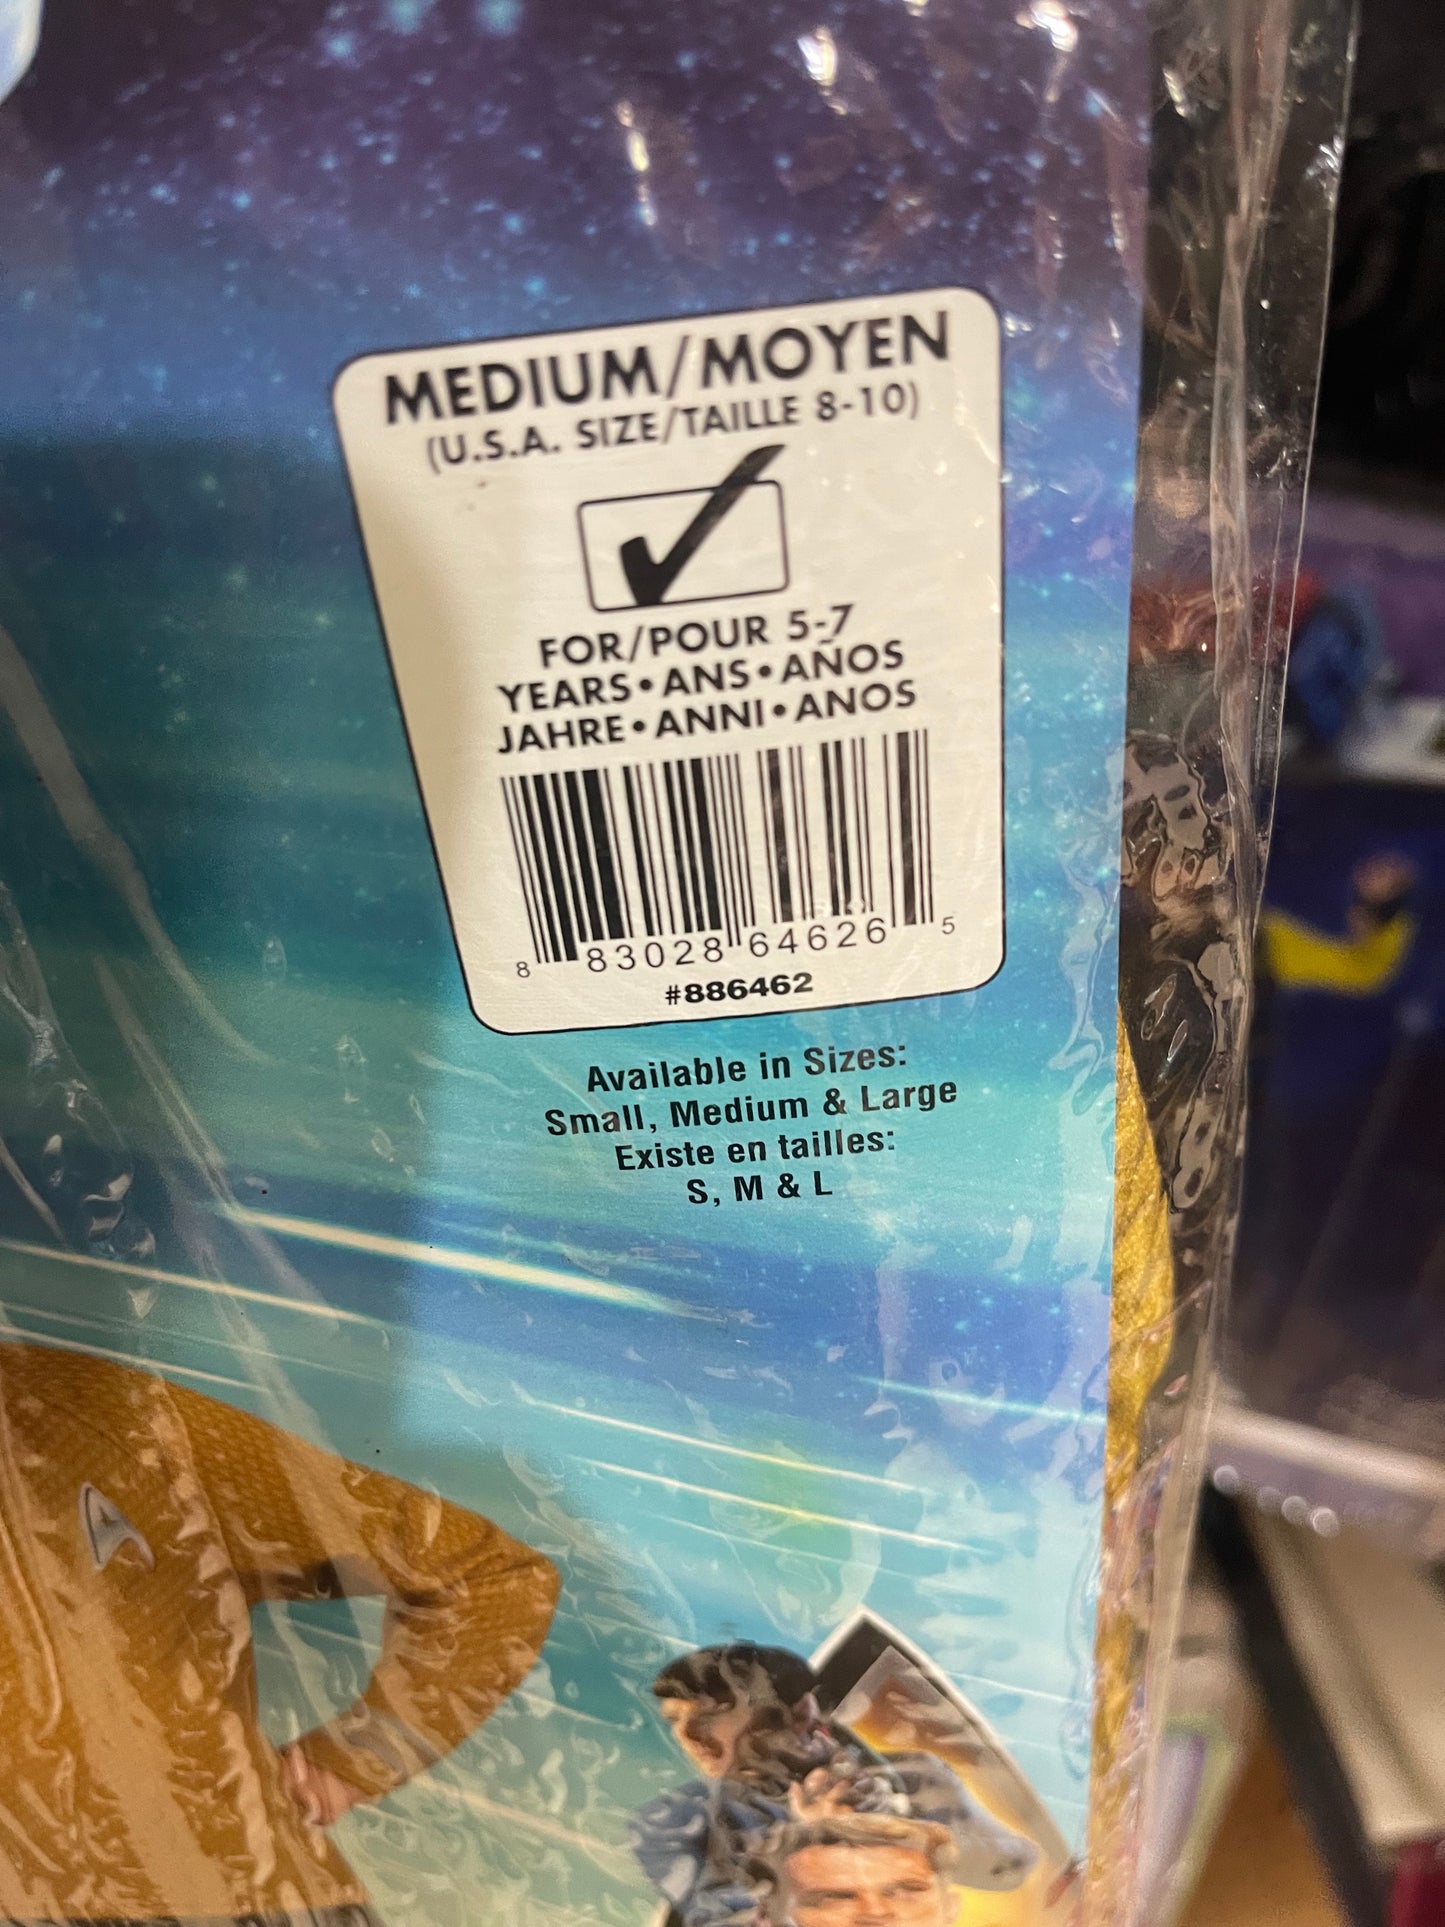 MEDIUM/MOYEN
(U.S.A. SIZE/TAILLE 8-10)
FOR/POUR 5-7
YEARS•ANS•AÑOS
JAHRE•ANNI•ANOS
8 83028 64626 5
#886462
Available in Sizes:
Small, Medium & Large
Existe en tailles:
S, M & L